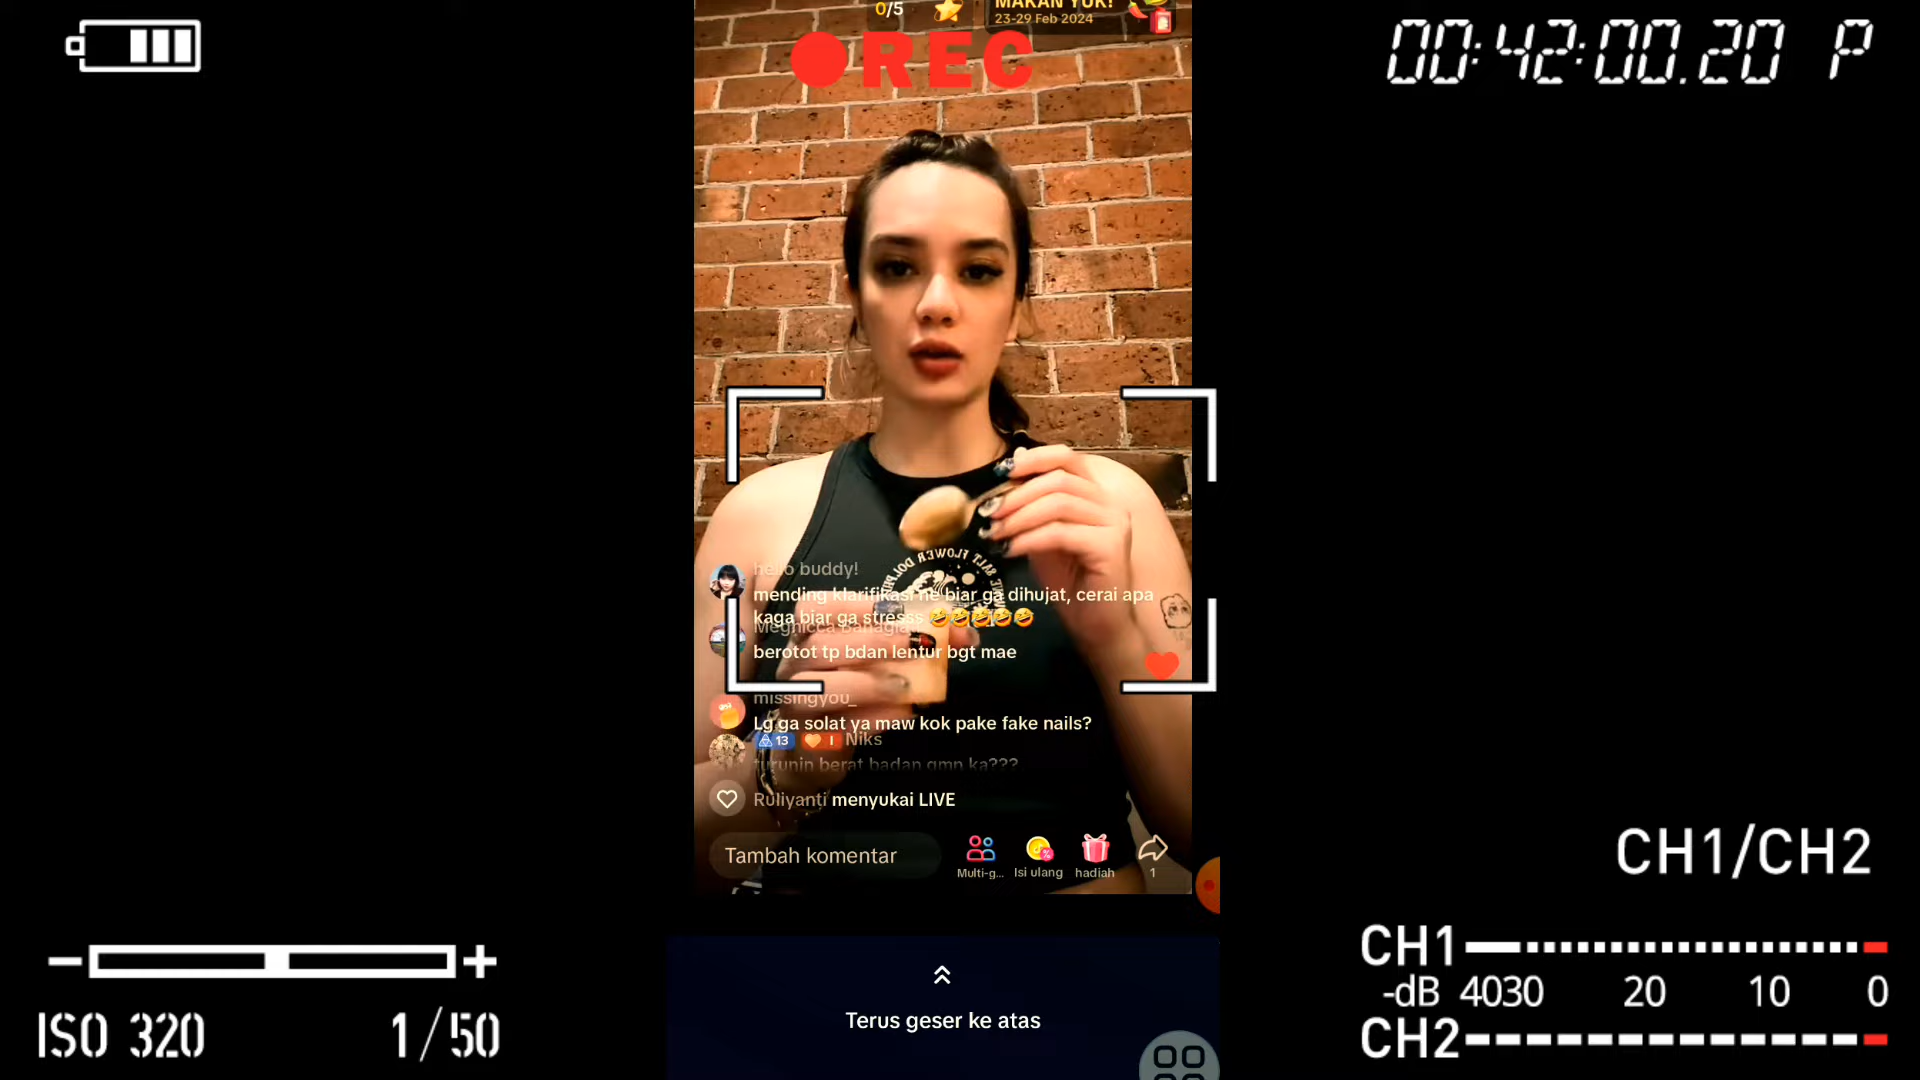 0/5
MAKAN YUK!
23-29 Feb 2024
REC
00:42:00.20 P
hello buddy!
mending klarifikasi ne biar ga dihujat, cerai apa
kaga biar ga stresss 🤣🤣🤣🤣🤣
berotot tp bdan lentur bgt mae
missingyou_
Lg ga solat ya maw kok pake fake nails?
13 I Niks
turunin berat badan gmn ka???
Ruliyanti menyukai LIVE
Tambah komentar
Multi-g...
Isi ulang
hadiah
1
Terus geser ke atas
ISO 320
1/50
CH1/CH2
CH1
-dB 4030 20 10 0
CH2